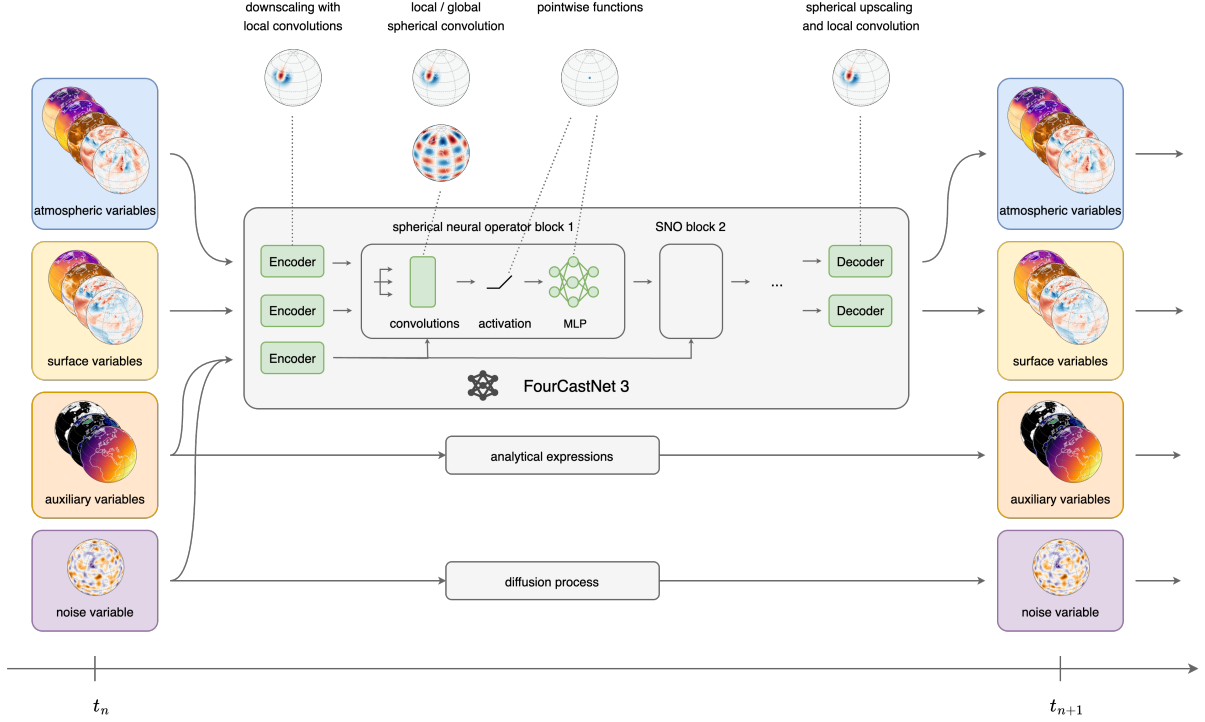 downscaling with
local convolutions
local / global
spherical convolution
pointwise functions
spherical upscaling
and local convolution
atmospheric variables
surface variables
auxiliary variables
noise variable
spherical neural operator block 1
SNO block 2
Encoder
Encoder
Encoder
convolutions
activation
MLP
...
Decoder
Decoder
FourCastNet 3
analytical expressions
diffusion process
atmospheric variables
surface variables
auxiliary variables
noise variable
tₙ
tₙ₊₁